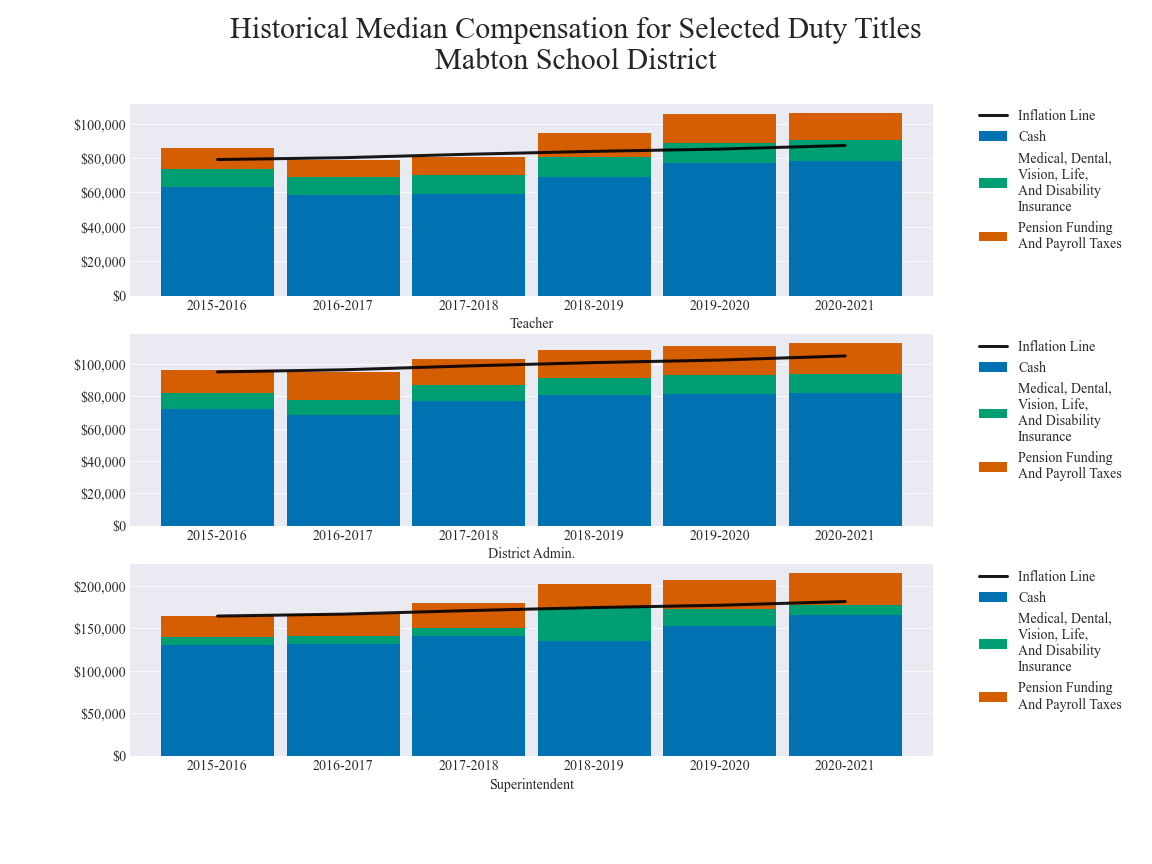 Historical Median Compensation for Selected Duty Titles
Mabton School District
$100,000
$80,000
$60,000
$40,000
$20,000
$0
2015-2016 2016-2017 2017-2018 2018-2019 2019-2020 2020-2021
Teacher
Inflation Line
Cash
Medical, Dental,
Vision, Life,
And Disability
Insurance
Pension Funding
And Payroll Taxes
$100,000
$80,000
$60,000
$40,000
$20,000
$0
2015-2016 2016-2017 2017-2018 2018-2019 2019-2020 2020-2021
District Admin.
Inflation Line
Cash
Medical, Dental,
Vision, Life,
And Disability
Insurance
Pension Funding
And Payroll Taxes
$200,000
$150,000
$100,000
$50,000
$0
2015-2016 2016-2017 2017-2018 2018-2019 2019-2020 2020-2021
Superintendent
Inflation Line
Cash
Medical, Dental,
Vision, Life,
And Disability
Insurance
Pension Funding
And Payroll Taxes